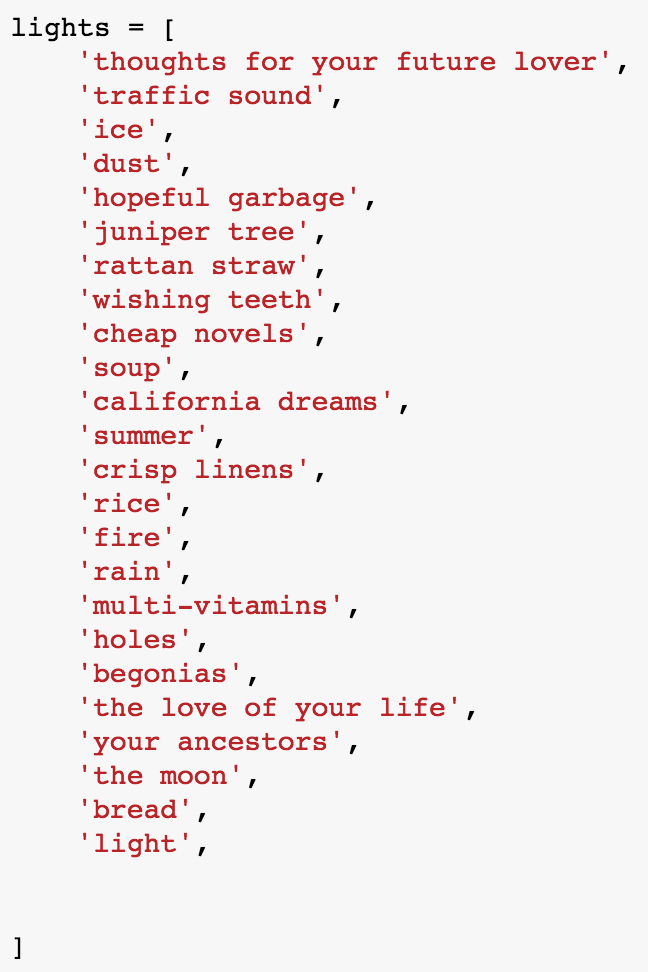 lights = [
'thoughts for your future lover',
'traffic sound',
'ice',
'dust',
'hopeful garbage',
'juniper tree',
'rattan straw',
'wishing teeth',
'cheap novels',
'soup',
'california dreams',
'summer',
'crisp linens',
'rice',
'fire',
'rain',
'multi-vitamins',
'holes',
'begonias',
'the love of your life',
'your ancestors',
'the moon',
'bread',
'light',
]